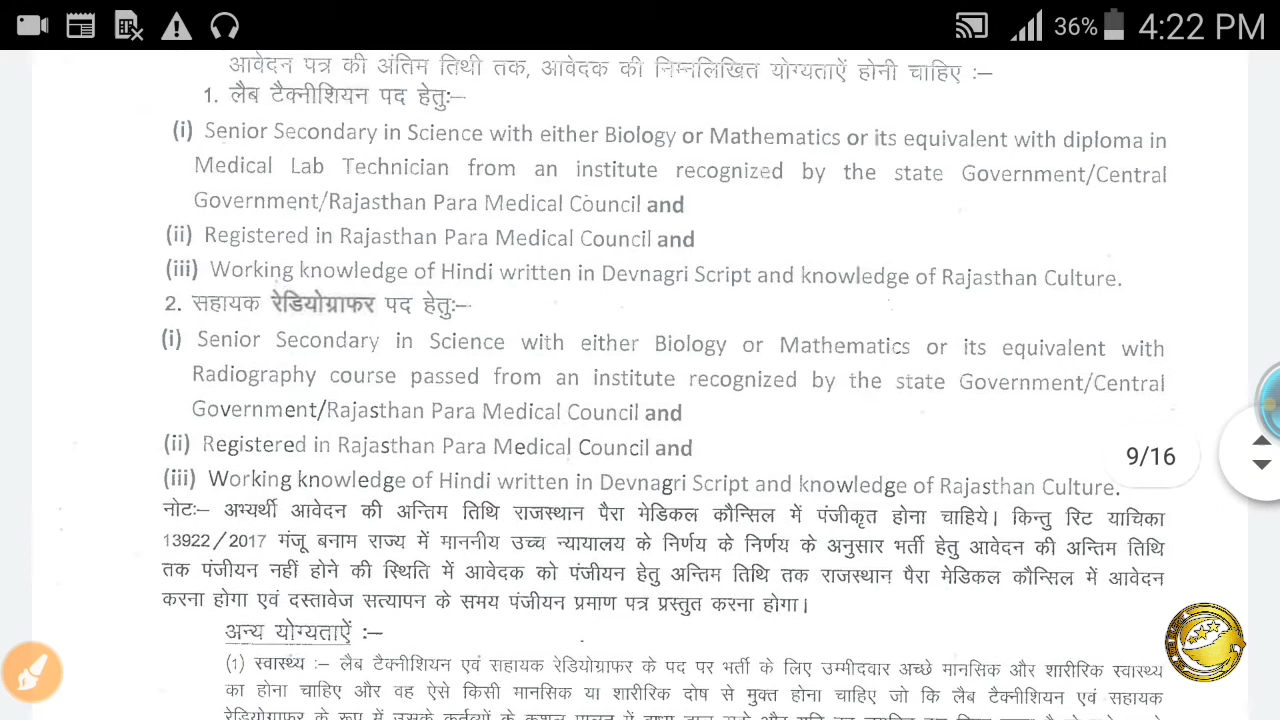 36% 4:22 PM
आवेदन पत्र की अंतिम तिथी तक, आवेदक की निम्नलिखित योग्यताऐं होनी चाहिए :–
1. लैब टैक्नीशियन पद हेतुः–
(i) Senior Secondary in Science with either Biology or Mathematics or its equivalent with diploma in
Medical Lab Technician from an institute recognized by the state Government/Central
Government/Rajasthan Para Medical Council and
(ii) Registered in Rajasthan Para Medical Council and
(iii) Working knowledge of Hindi written in Devnagri Script and knowledge of Rajasthan Culture.
2. सहायक रेडियोग्राफर पद हेतुः–
(i) Senior Secondary in Science with either Biology or Mathematics or its equivalent with
Radiography course passed from an institute recognized by the state Government/Central
Government/Rajasthan Para Medical Council and
(ii) Registered in Rajasthan Para Medical Council and
9/16
(iii) Working knowledge of Hindi written in Devnagri Script and knowledge of Rajasthan Culture.
नोटः– अभ्यर्थी आवेदन की अन्तिम तिथि राजस्थान पैरा मेडिकल कौन्सिल में पंजीकृत होना चाहिये। किन्तु रिट याचिका
13922/2017 मंजू बनाम राज्य में माननीय उच्च न्यायालय के निर्णय के निर्णय के अनुसार भर्ती हेतु आवेदन की अन्तिम तिथि
तक पंजीयन नहीं होने की स्थिति में आवेदक को पंजीयन हेतु अन्तिम तिथि तक राजस्थान पैरा मेडिकल कौन्सिल में आवेदन
करना होगा एवं दस्तावेज सत्यापन के समय पंजीयन प्रमाण पत्र प्रस्तुत करना होगा।
अन्य योग्यताऐं :–
(1) स्वास्थ्य :– लैब टैक्नीशियन एवं सहायक रेडियोग्राफर के पद पर भर्ती के लिए उम्मीदवार अच्छे मानसिक और शारीरिक स्वास्थ्य
का होना चाहिए और वह ऐसे किसी मानसिक या शारीरिक दोष से मुक्त होना चाहिए जो कि लैब टैक्नीशियन एवं सहायक
रेडियोग्राफर के रूप में उसके कर्तव्यों के कुशल पालन में